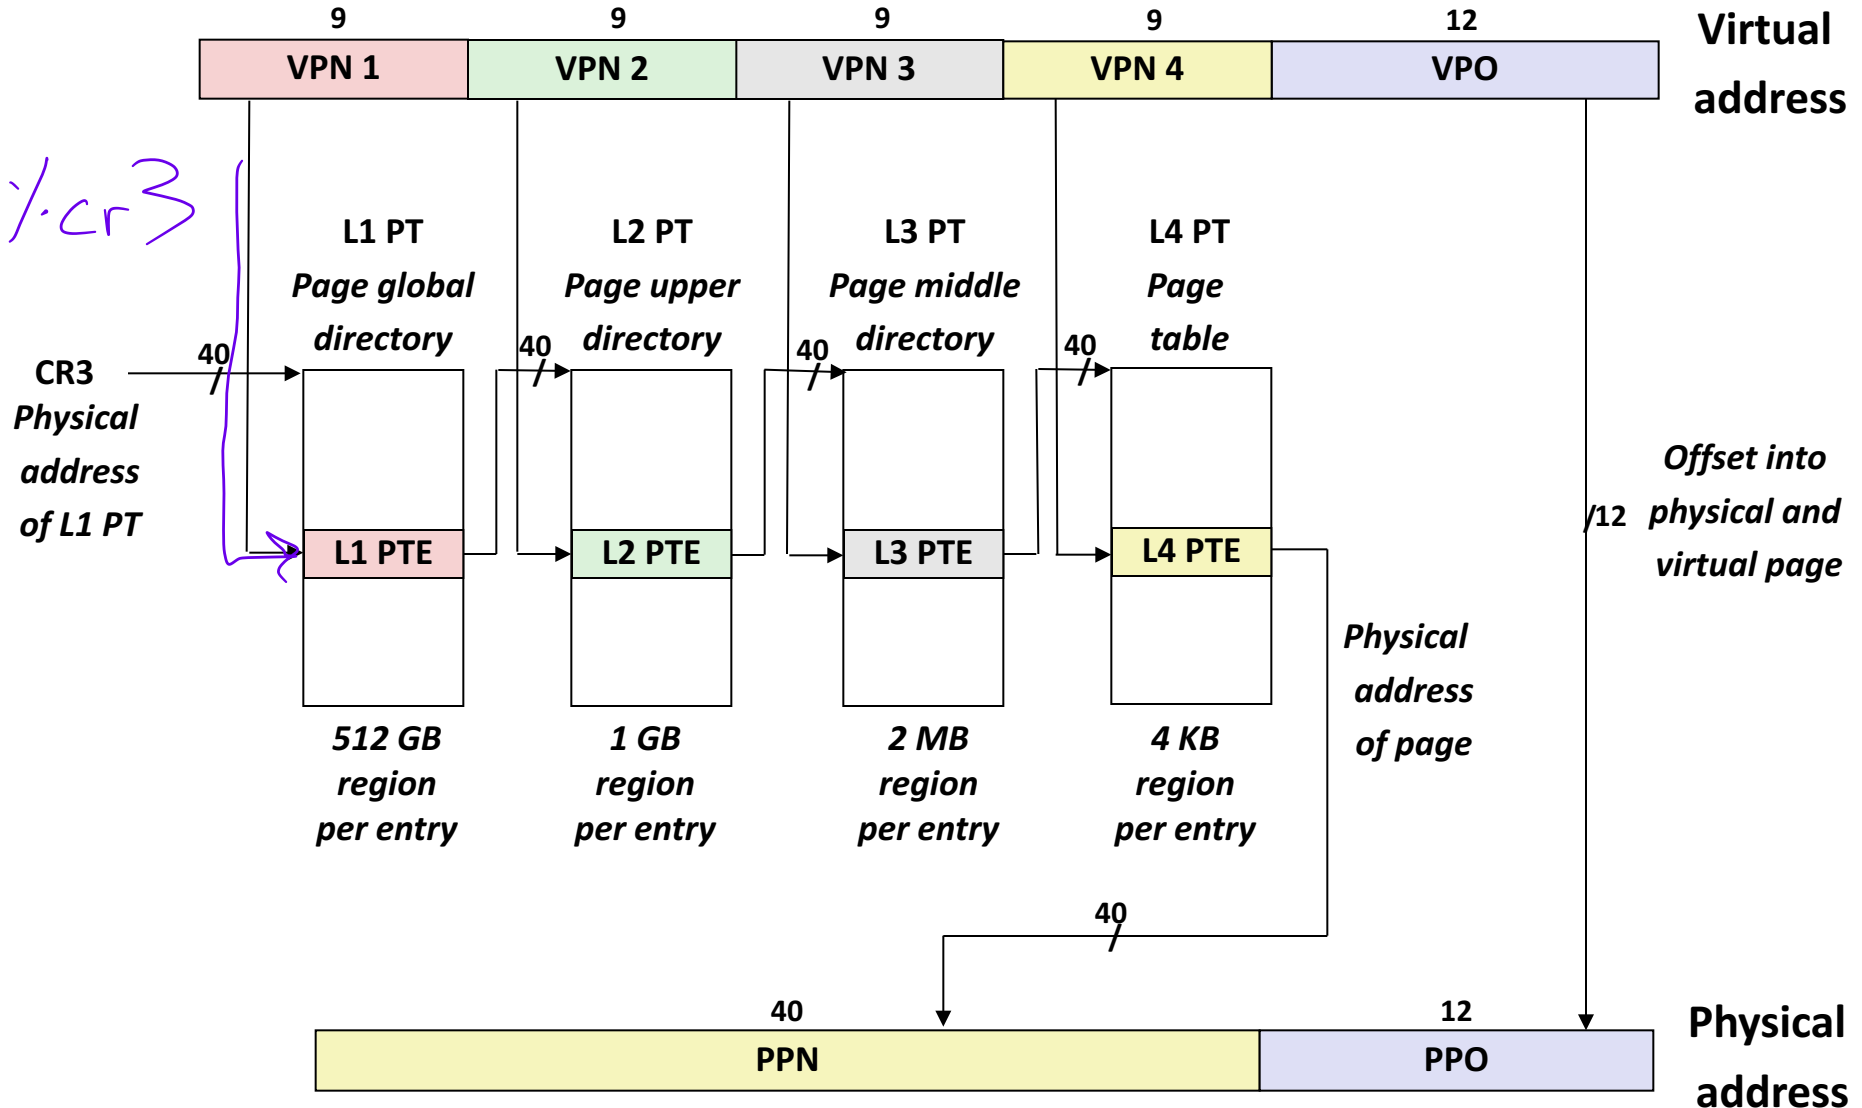 9 9 9 9 12
VPN 1 VPN 2 VPN 3 VPN 4 VPO
Virtual
address
%cr3
L1 PT
Page global
directory
L2 PT
Page upper
directory
L3 PT
Page middle
directory
L4 PT
Page
table
40 40 40 40
CR3
Physical
address
of L1 PT
L1 PTE L2 PTE L3 PTE L4 PTE
/12
Offset into
physical and
virtual page
512 GB
region
per entry
1 GB
region
per entry
2 MB
region
per entry
4 KB
region
per entry
Physical
address
of page
40
40 12
PPN PPO
Physical
address